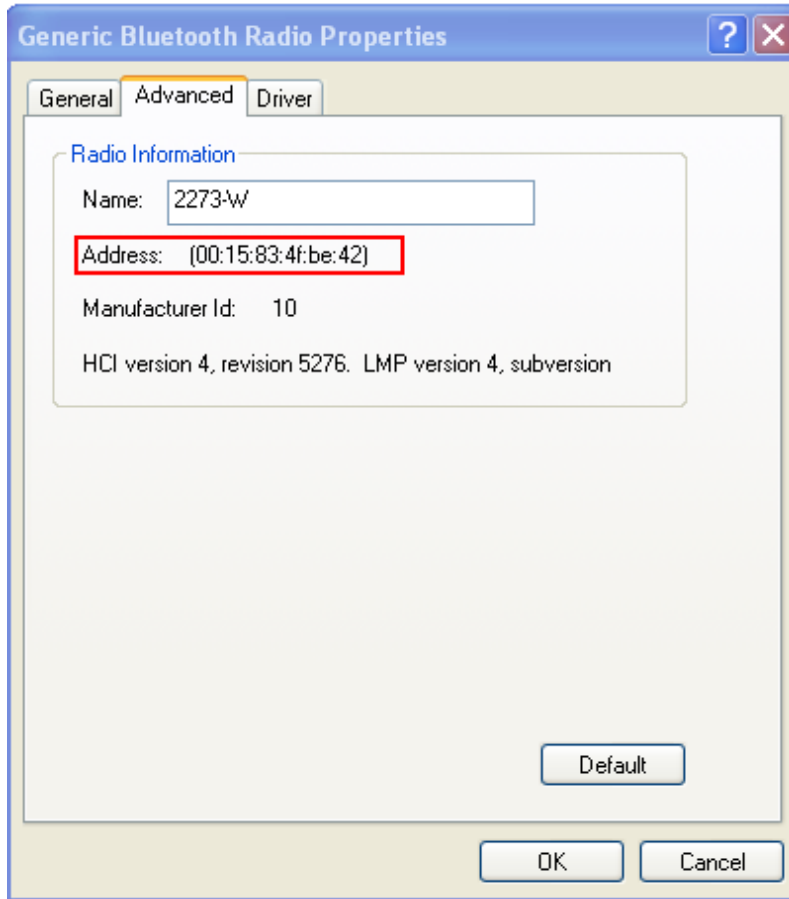 Generic Bluetooth Radio Properties
General Advanced Driver
Radio Information
Name: 2273-W
Address: (00:15:83:4f:be:42)
Manufacturer Id: 10
HCI version 4, revision 5276. LMP version 4, subversion
Default
OK Cancel